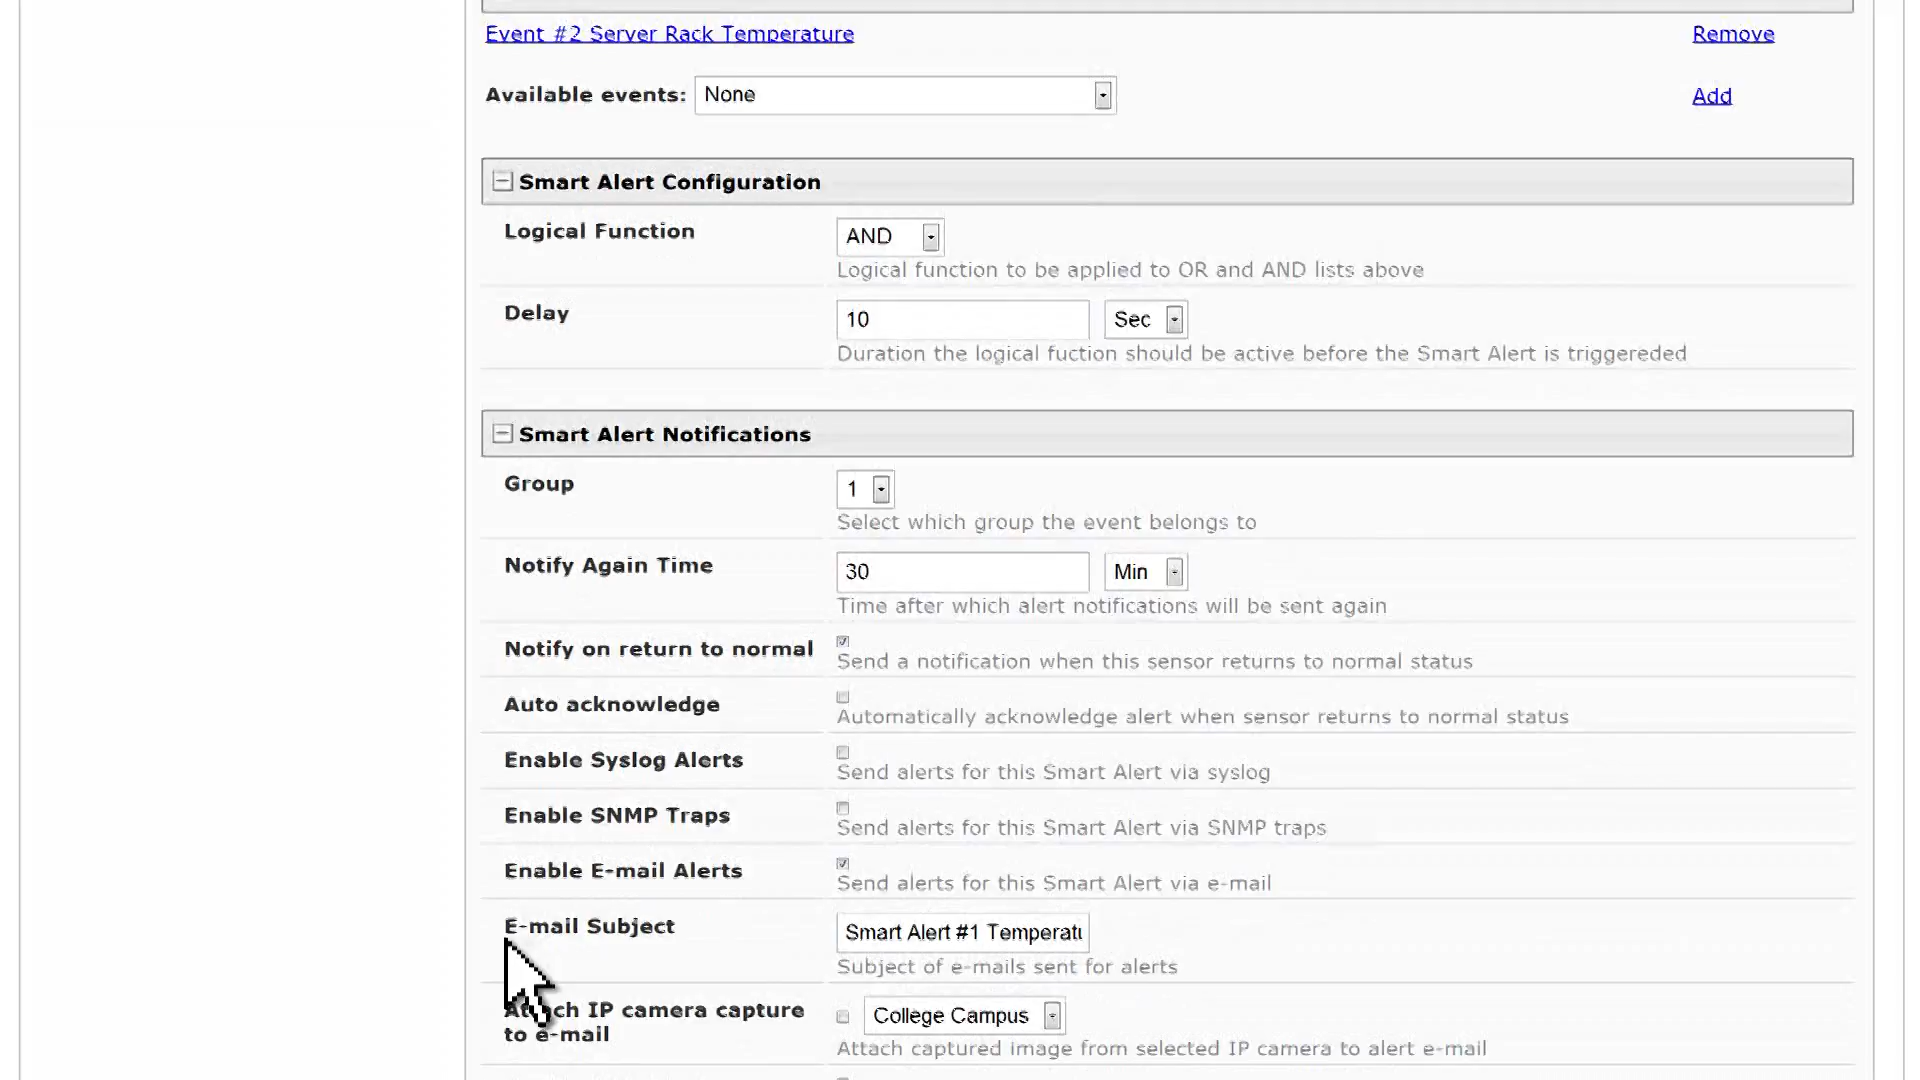 Event #2 Server Rack Temperature Remove
Available events: None Add
Smart Alert Configuration
Logical Function AND
Logical function to be applied to OR and AND lists above
Delay 10 Sec
Duration the logical fuction should be active before the Smart Alert is triggereded
Smart Alert Notifications
Group 1
Select which group the event belongs to
Notify Again Time 30 Min
Time after which alert notifications will be sent again
Notify on return to normal
Send a notification when this sensor returns to normal status
Auto acknowledge
Automatically acknowledge alert when sensor returns to normal status
Enable Syslog Alerts
Send alerts for this Smart Alert via syslog
Enable SNMP Traps
Send alerts for this Smart Alert via SNMP traps
Enable E-mail Alerts
Send alerts for this Smart Alert via e-mail
E-mail Subject Smart Alert #1 Temperatu
Subject of e-mails sent for alerts
Attach IP camera capture College Campus
to e-mail
Attach captured image from selected IP camera to alert e-mail